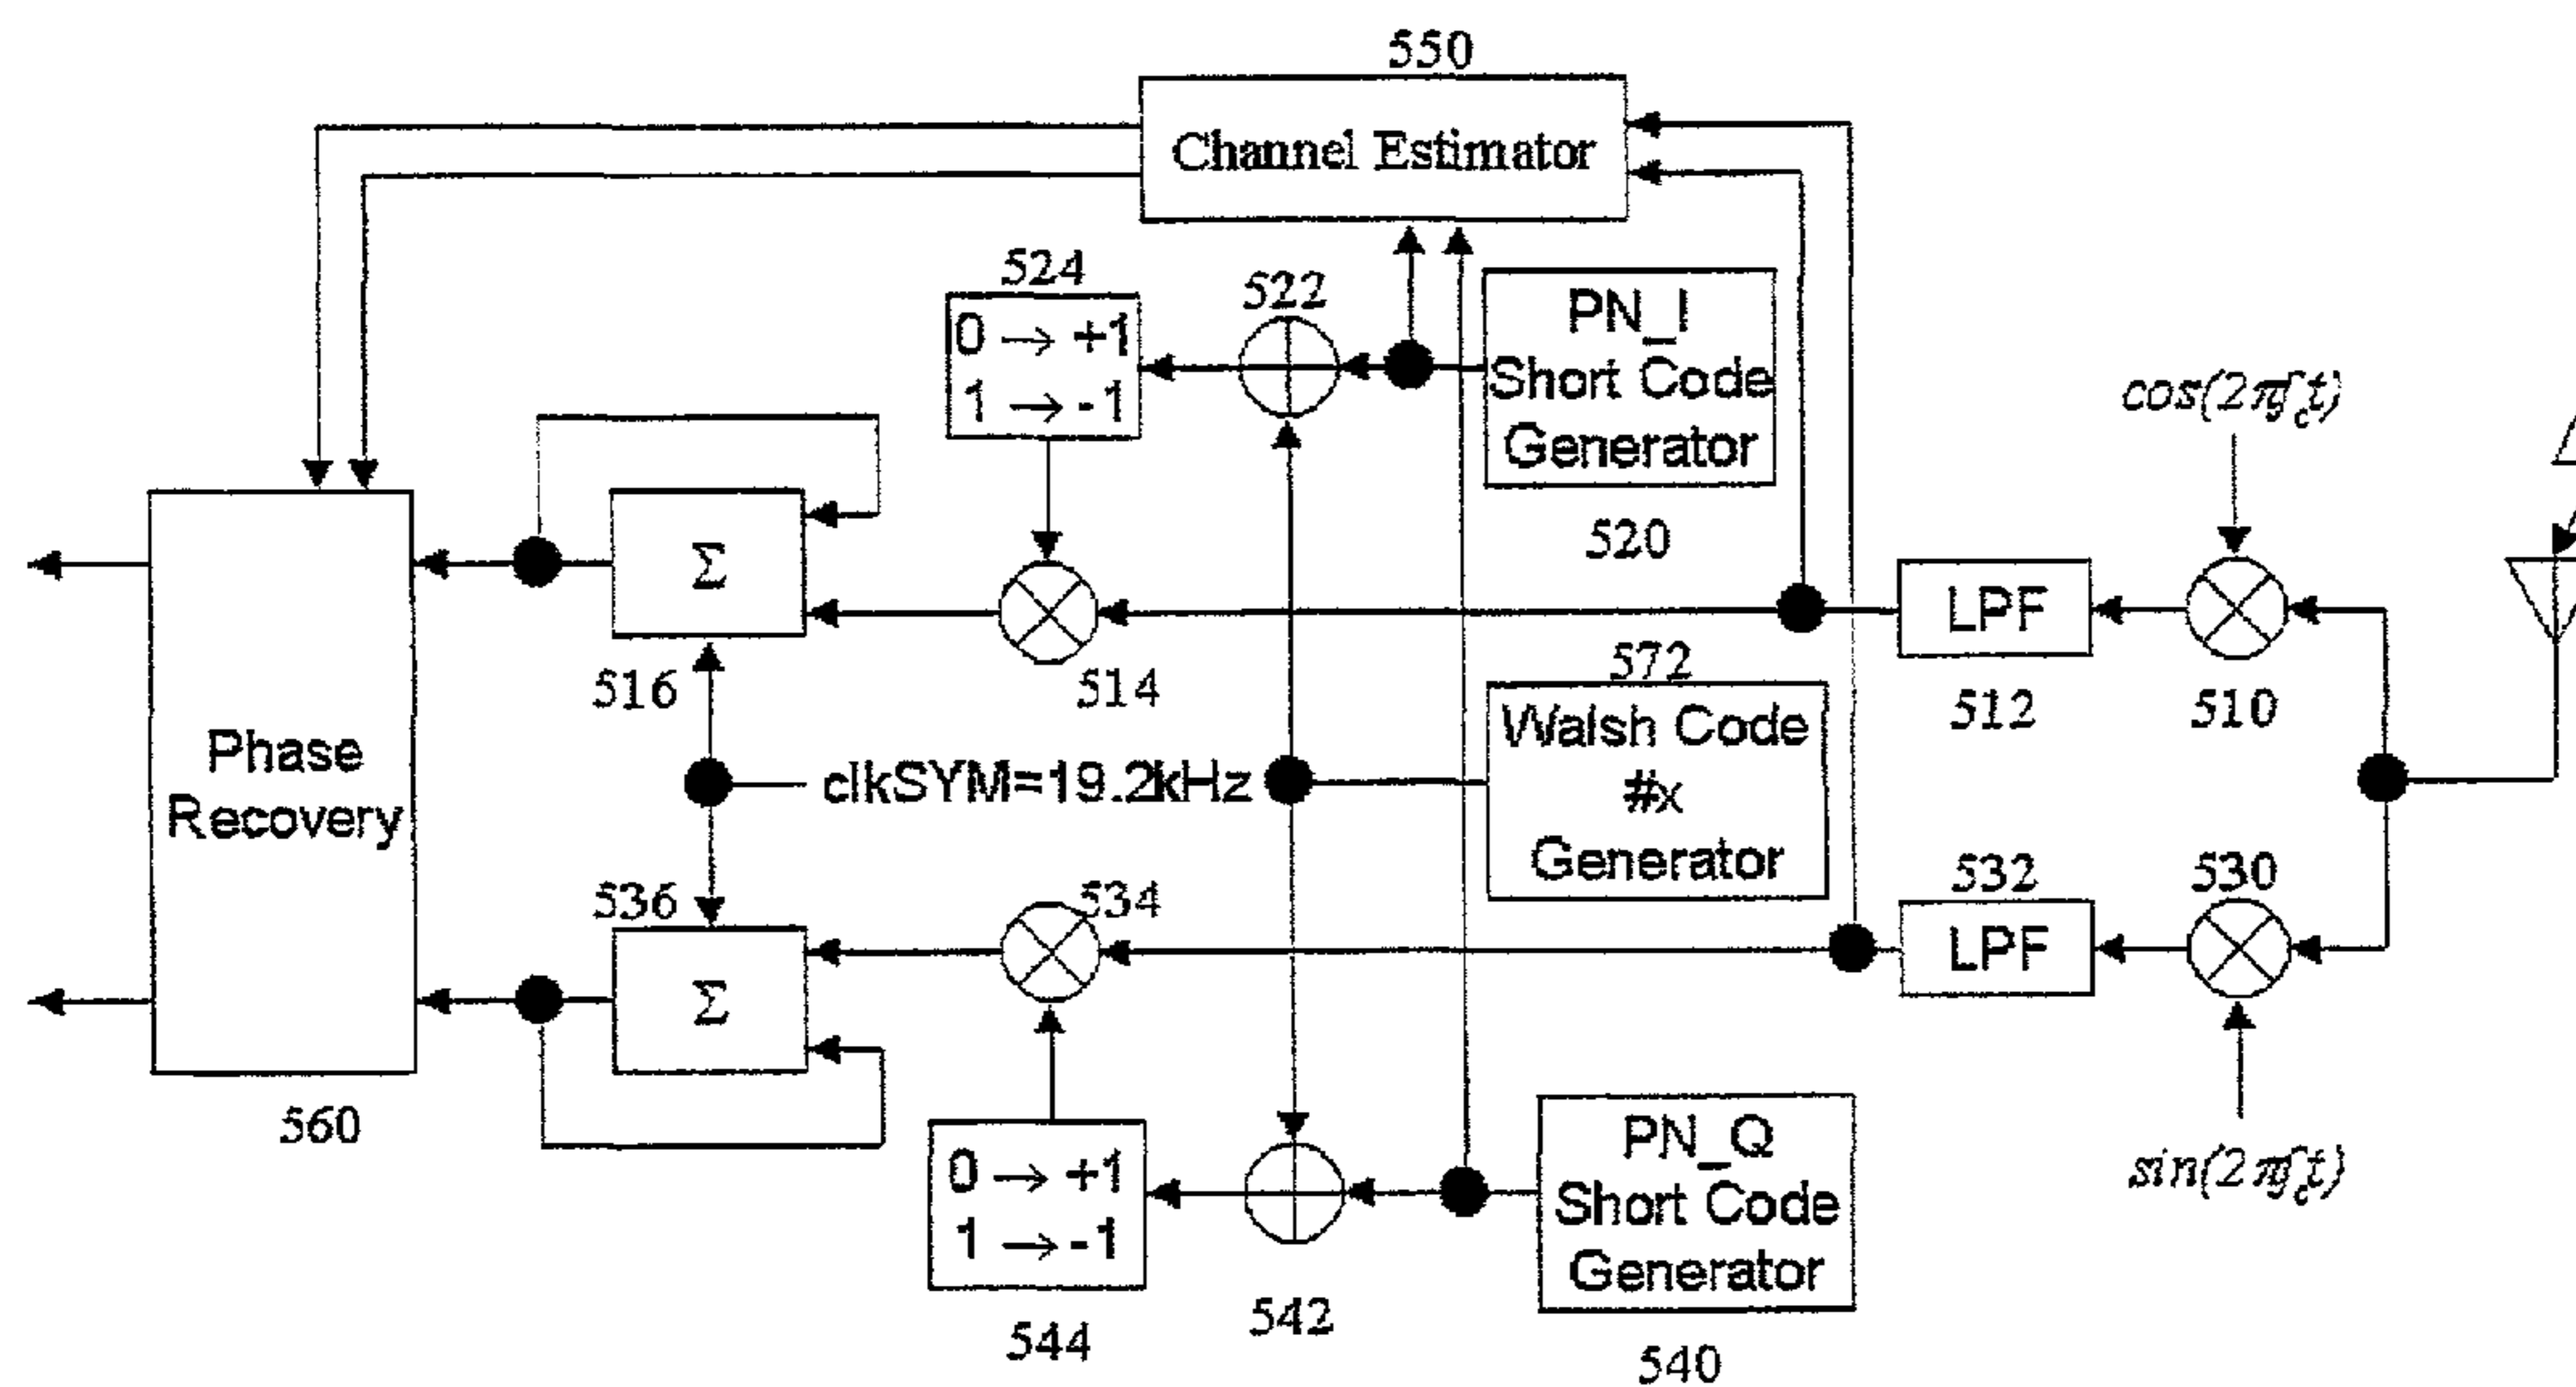 550
Channel Estimator
524
0 → +1
1 → -1
522
PN_I
Short Code
Generator
520
cos(2πf_ct)
Σ
516
514
LPF
512
510
572
Walsh Code
#x
Generator
clkSYM=19.2kHz
Phase
Recovery
560
536
Σ
534
532
LPF
530
sin(2πf_ct)
0 → +1
1 → -1
544
542
PN_Q
Short Code
Generator
540